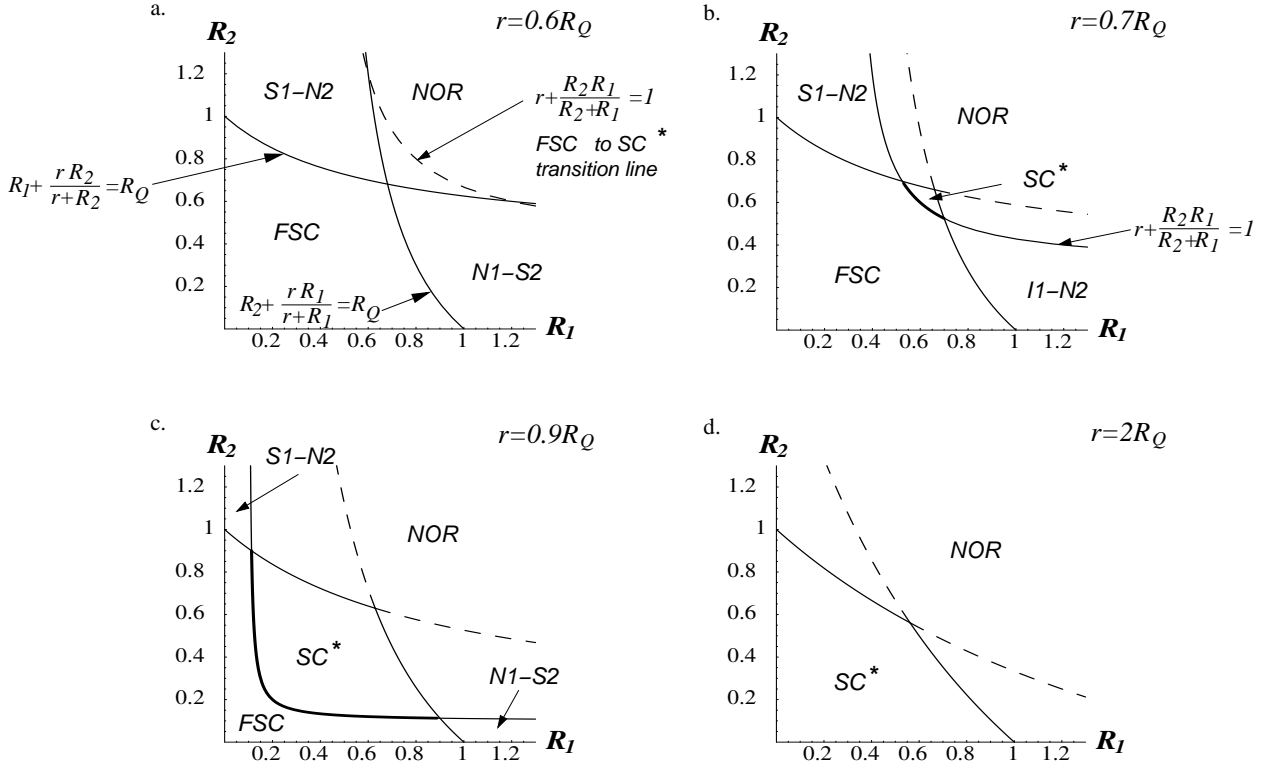 a.
r=0.6R_Q
R_2
1.2
1
0.8
0.6
0.4
0.2
S1–N2
NOR
r+\frac{R_2R_1}{R_2+R_1}=1
FSC to SC*
transition line
R_1+\frac{rR_2}{r+R_2}=R_Q
FSC
N1–S2
R_2+\frac{rR_1}{r+R_1}=R_Q
R_1
0.2 0.4 0.6 0.8 1 1.2
b.
r=0.7R_Q
R_2
1.2
1
0.8
0.6
0.4
0.2
S1–N2
NOR
SC*
r+\frac{R_2R_1}{R_2+R_1}=1
FSC
I1–N2
R_1
0.2 0.4 0.6 0.8 1 1.2
c.
r=0.9R_Q
R_2
1.2
1
0.8
0.6
0.4
0.2
S1–N2
NOR
SC*
N1–S2
FSC
R_1
0.2 0.4 0.6 0.8 1 1.2
d.
r=2R_Q
R_2
1.2
1
0.8
0.6
0.4
0.2
NOR
SC*
R_1
0.2 0.4 0.6 0.8 1 1.2